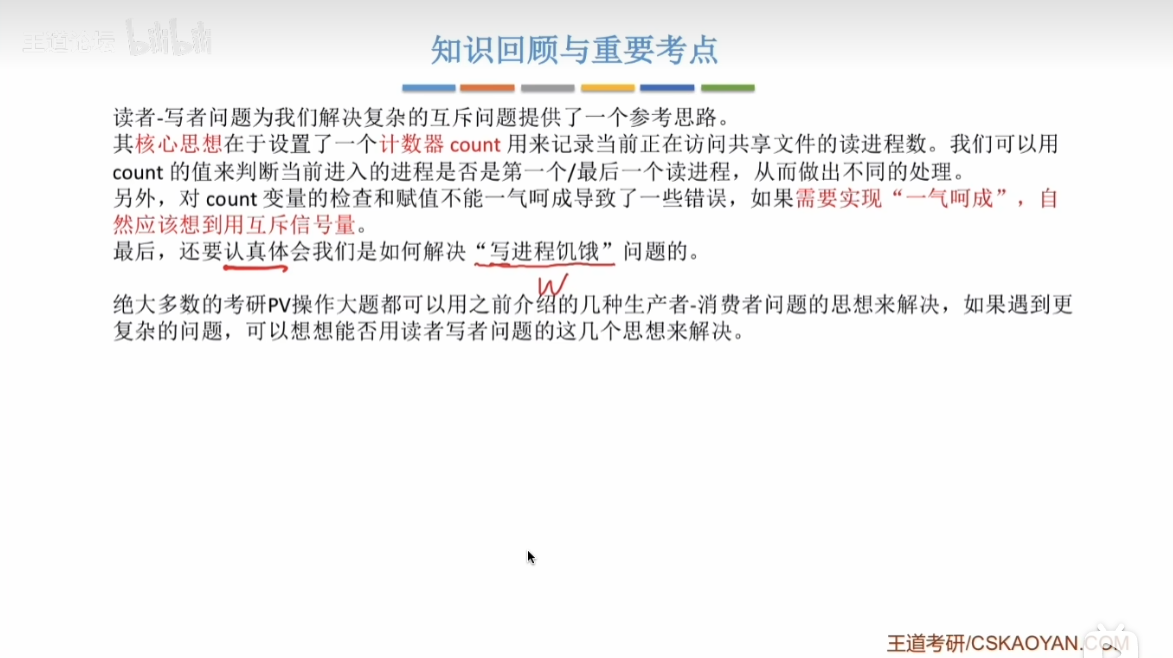 王道论坛 bilibili
知识回顾与重要考点
读者-写者问题为我们解决复杂的互斥问题提供了一个参考思路。
其核心思想在于设置了一个计数器 count 用来记录当前正在访问共享文件的读进程数。我们可以用
count 的值来判断当前进入的进程是否是第一个/最后一个读进程，从而做出不同的处理。
另外，对 count 变量的检查和赋值不能一气呵成导致了一些错误，如果需要实现“一气呵成”，自
然应该想到用互斥信号量。
最后，还要认真体会我们是如何解决“写进程饥饿”问题的。
W
绝大多数的考研PV操作大题都可以用之前介绍的几种生产者-消费者问题的思想来解决，如果遇到更
复杂的问题，可以想想能否用读者写者问题的这几个思想来解决。
王道考研/CSKAOYAN.COM